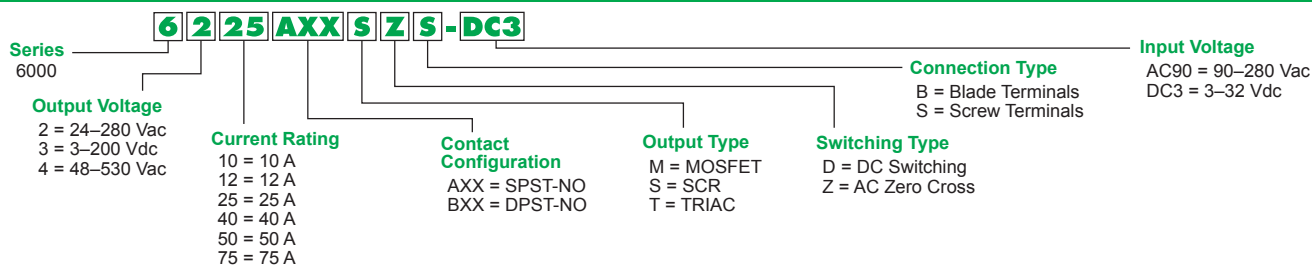 6 2 25 AXX S Z S - DC3
Series
6000
Output Voltage
2 = 24–280 Vac
3 = 3–200 Vdc
4 = 48–530 Vac
Current Rating
10 = 10 A
12 = 12 A
25 = 25 A
40 = 40 A
50 = 50 A
75 = 75 A
Contact
Configuration
AXX = SPST-NO
BXX = DPST-NO
Output Type
M = MOSFET
S = SCR
T = TRIAC
Switching Type
D = DC Switching
Z = AC Zero Cross
Connection Type
B = Blade Terminals
S = Screw Terminals
Input Voltage
AC90 = 90–280 Vac
DC3 = 3–32 Vdc